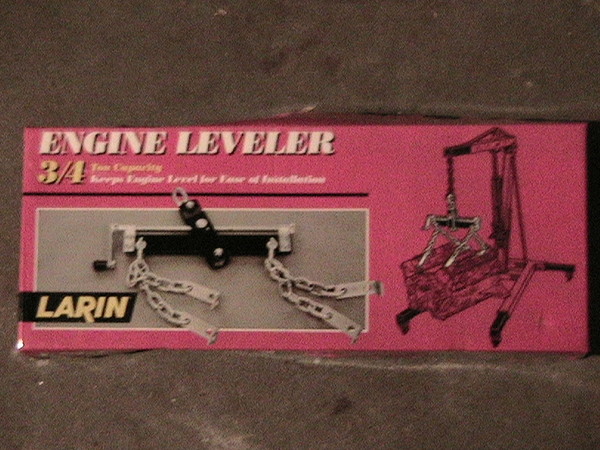 ENGINE LEVELER
3/4 Ton Capacity
Keeps Engine Level for Ease of Installation
LARIN